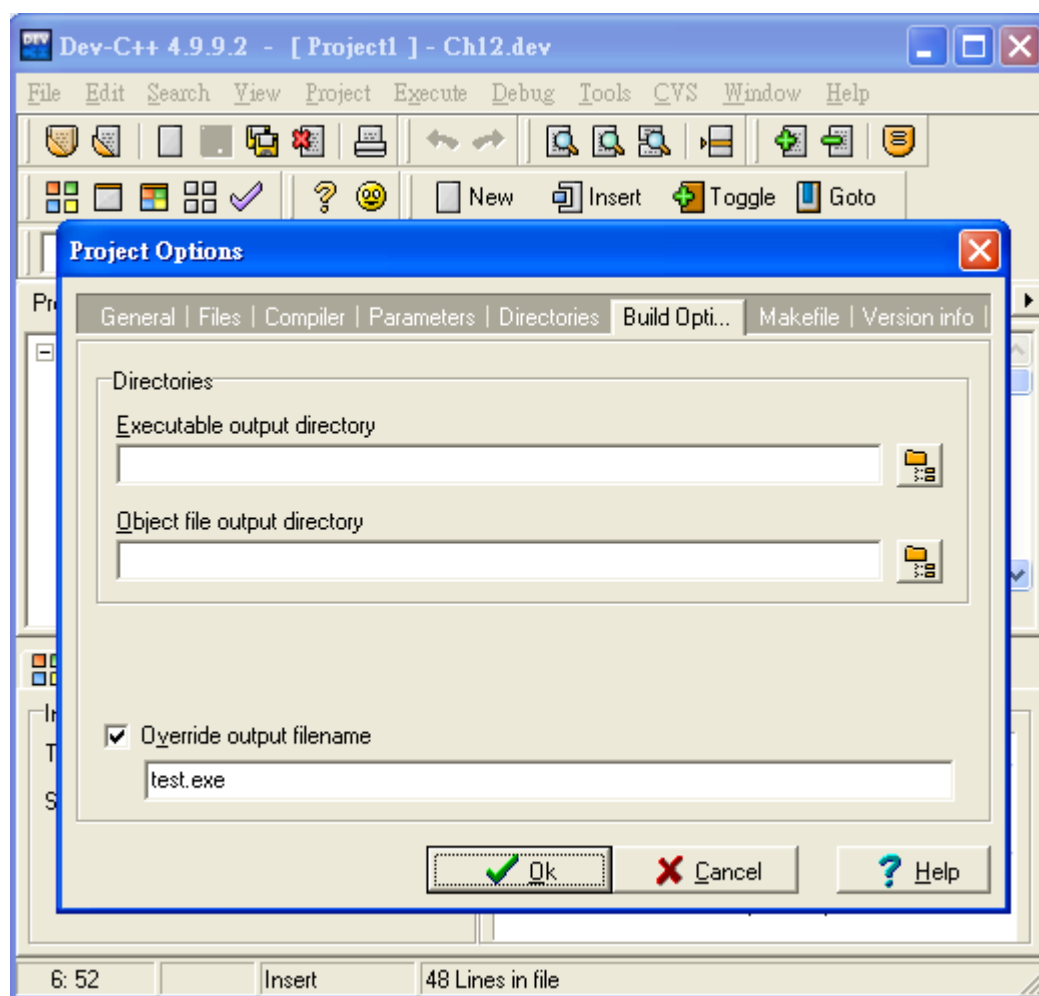 Dev-C++ 4.9.9.2 - [ Project1 ] - Ch12.dev
File Edit Search View Project Execute Debug Tools CVS Window Help
New Insert Toggle Goto
Project Options
General Files Compiler Parameters Directories Build Opti... Makefile Version info
Directories
Executable output directory
Object file output directory
Override output filename
test.exe
Ok Cancel Help
6: 52 Insert 48 Lines in file